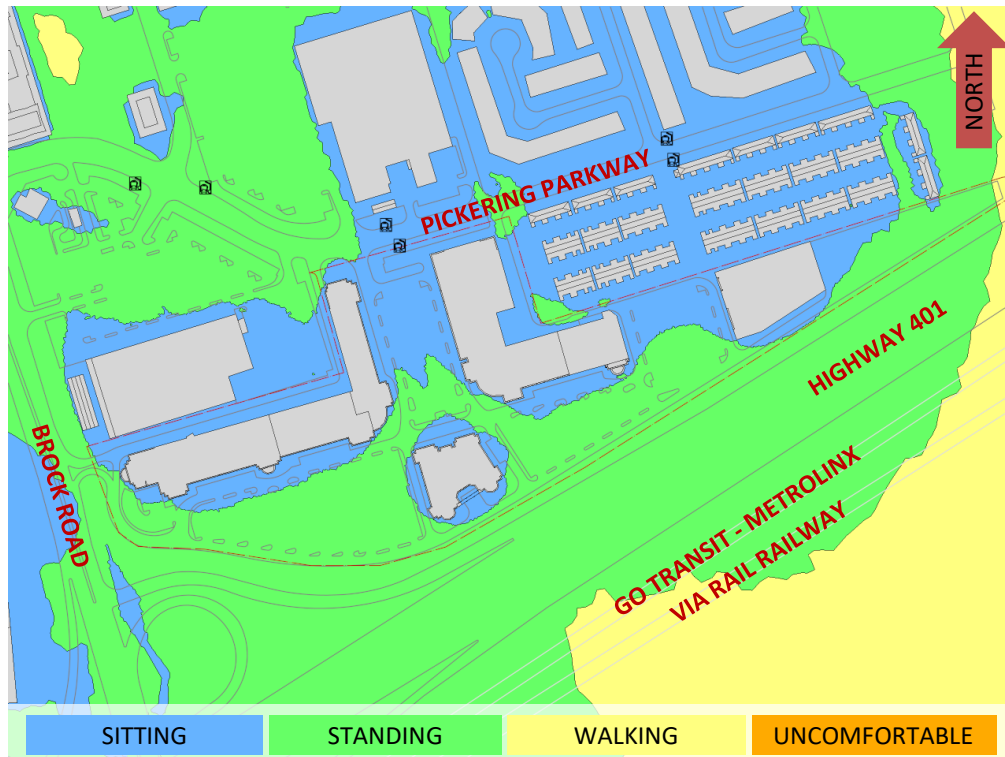 NORTH
PICKERING PARKWAY
HIGHWAY 401
BROCK ROAD
GO TRANSIT - METROLINX
VIA RAIL RAILWAY
SITTING
STANDING
WALKING
UNCOMFORTABLE